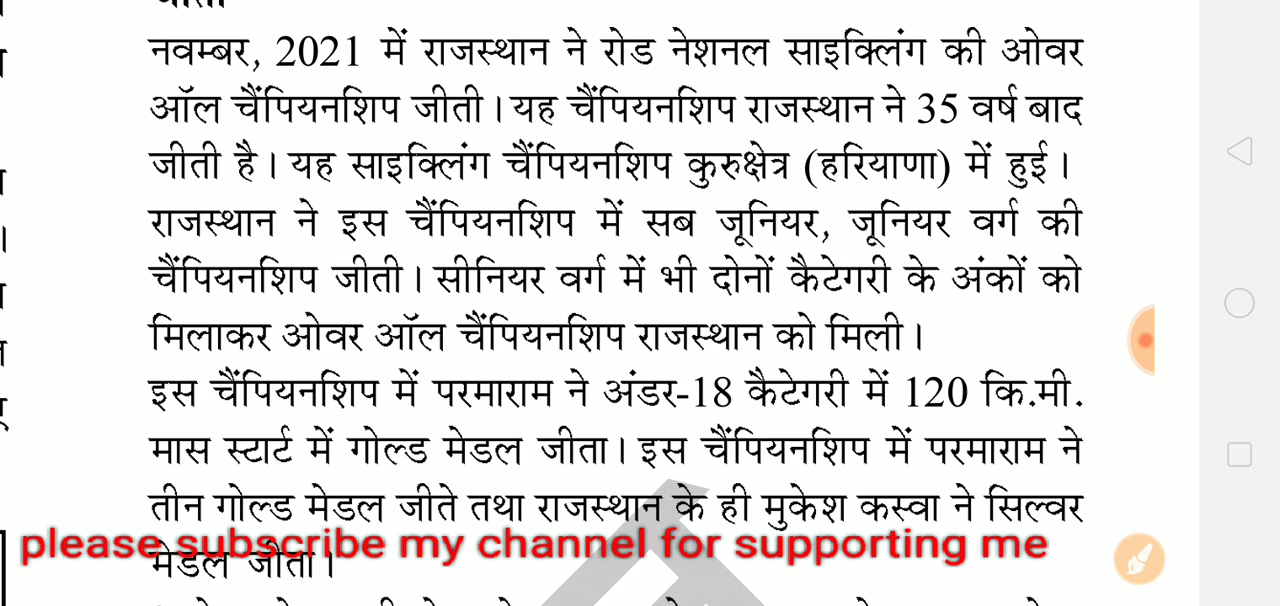 नवम्बर, 2021 में राजस्थान ने रोड नेशनल साइक्लिंग की ओवर
ऑल चैंपियनशिप जीती। यह चैंपियनशिप राजस्थान ने 35 वर्ष बाद
जीती है। यह साइक्लिंग चैंपियनशिप कुरुक्षेत्र (हरियाणा) में हुई।
राजस्थान ने इस चैंपियनशिप में सब जूनियर, जूनियर वर्ग की
चैंपियनशिप जीती। सीनियर वर्ग में भी दोनों कैटेगरी के अंकों को
मिलाकर ओवर ऑल चैंपियनशिप राजस्थान को मिली।
इस चैंपियनशिप में परमाराम ने अंडर-18 कैटेगरी में 120 कि.मी.
मास स्टार्ट में गोल्ड मेडल जीता। इस चैंपियनशिप में परमाराम ने
तीन गोल्ड मेडल जीते तथा राजस्थान के ही मुकेश कस्वा ने सिल्वर
please subscribe my channel for supporting me
मेडल जीता।